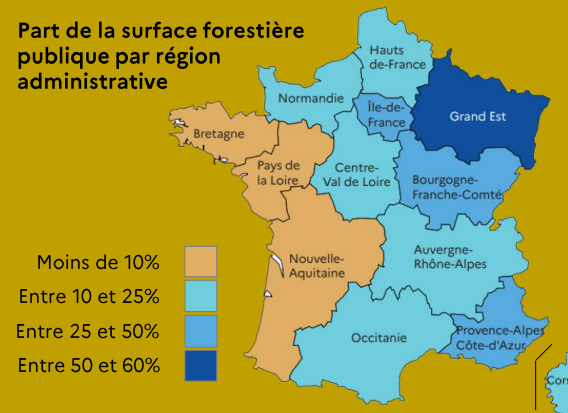 Part de la surface forestière
publique par région
administrative
Hauts
de-France
Normandie
Île-de-
France
Grand Est
Bretagne
Pays de
la Loire
Centre-
Val de Loire
Bourgogne-
Franche-Comté
Nouvelle-
Aquitaine
Auvergne-
Rhône-Alpes
Occitanie
Provence-Alpes
Côte-d'Azur
Moins de 10%
Entre 10 et 25%
Entre 25 et 50%
Entre 50 et 60%